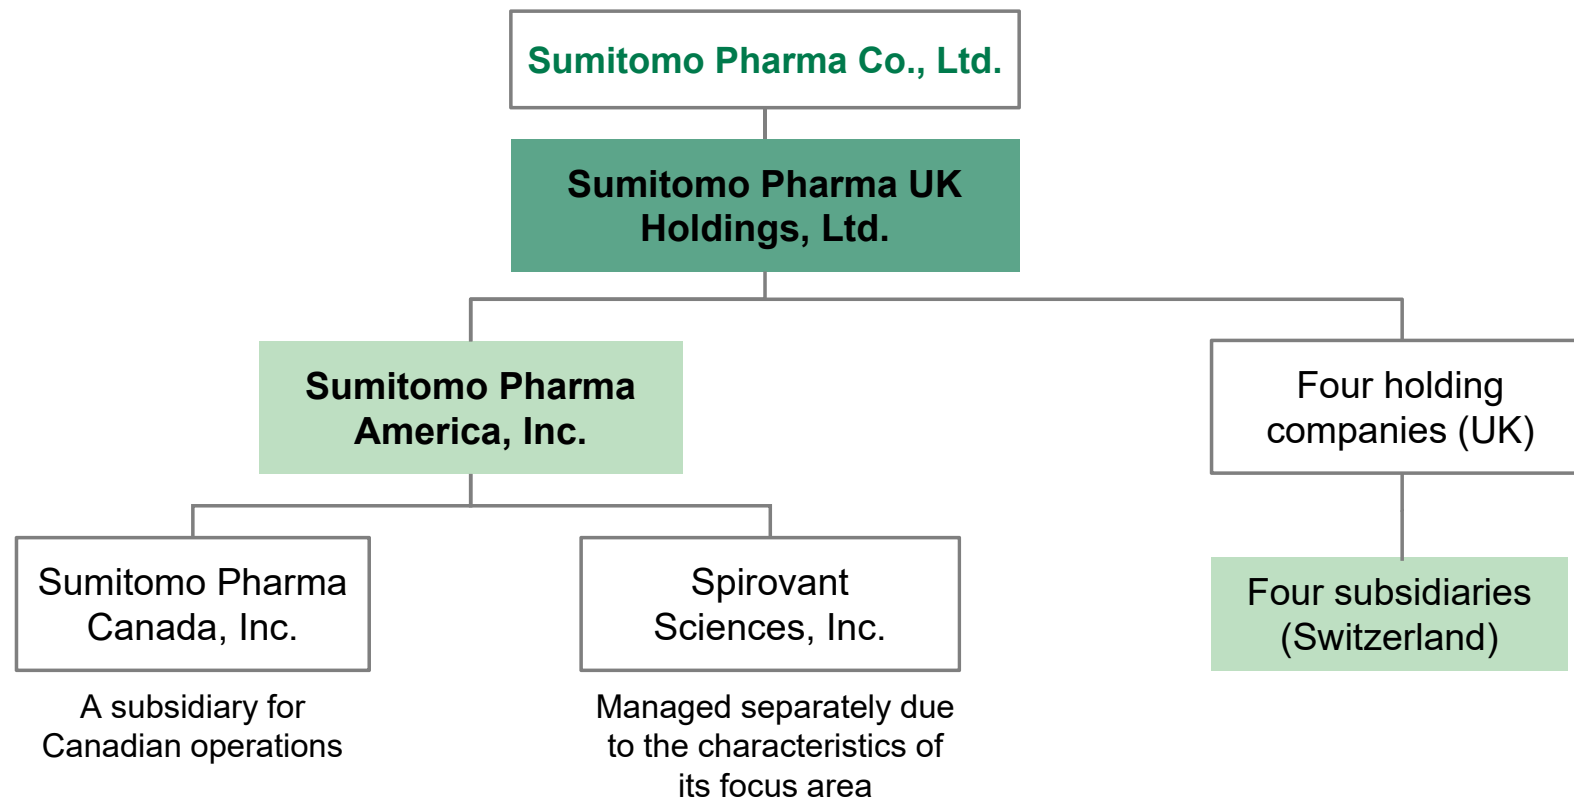 Sumitomo Pharma Co., Ltd.
Sumitomo Pharma UK
Holdings, Ltd.
Sumitomo Pharma
America, Inc.
Four holding
companies (UK)
Sumitomo Pharma
Canada, Inc.
Spirovant
Sciences, Inc.
Four subsidiaries
(Switzerland)
A subsidiary for
Canadian operations
Managed separately due
to the characteristics of
its focus area